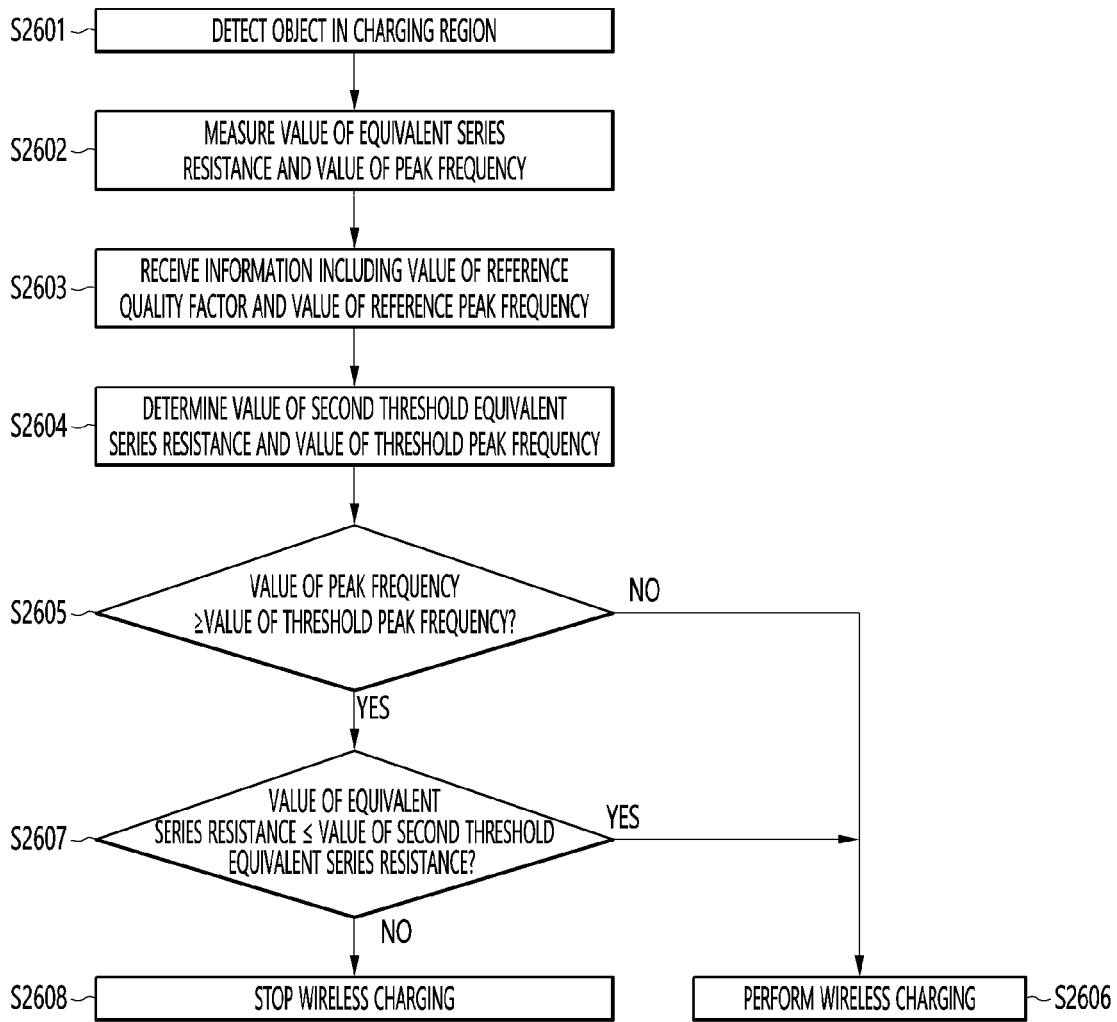 S2601
DETECT OBJECT IN CHARGING REGION
S2602
MEASURE VALUE OF EQUIVALENT SERIES
RESISTANCE AND VALUE OF PEAK FREQUENCY
S2603
RECEIVE INFORMATION INCLUDING VALUE OF REFERENCE
QUALITY FACTOR AND VALUE OF REFERENCE PEAK FREQUENCY
S2604
DETERMINE VALUE OF SECOND THRESHOLD EQUIVALENT
SERIES RESISTANCE AND VALUE OF THRESHOLD PEAK FREQUENCY
S2605
VALUE OF PEAK FREQUENCY
≥VALUE OF THRESHOLD PEAK FREQUENCY?
NO
YES
S2607
VALUE OF EQUIVALENT
SERIES RESISTANCE ≤ VALUE OF SECOND THRESHOLD
EQUIVALENT SERIES RESISTANCE?
YES
NO
S2608
STOP WIRELESS CHARGING
PERFORM WIRELESS CHARGING
S2606